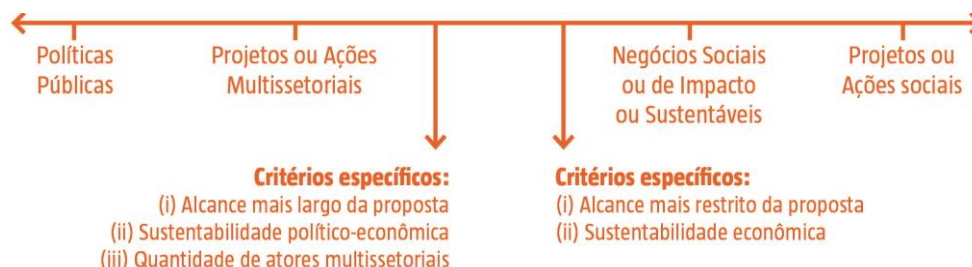 Políticas
Públicas
Projetos ou Ações
Multissetoriais
Negócios Sociais
ou de Impacto
ou Sustentáveis
Projetos ou
Ações sociais
Critérios específicos:
(i) Alcance mais largo da proposta
(ii) Sustentabilidade político-econômica
(iii) Quantidade de atores multissetoriais
Critérios específicos:
(i) Alcance mais restrito da proposta
(ii) Sustentabilidade econômica